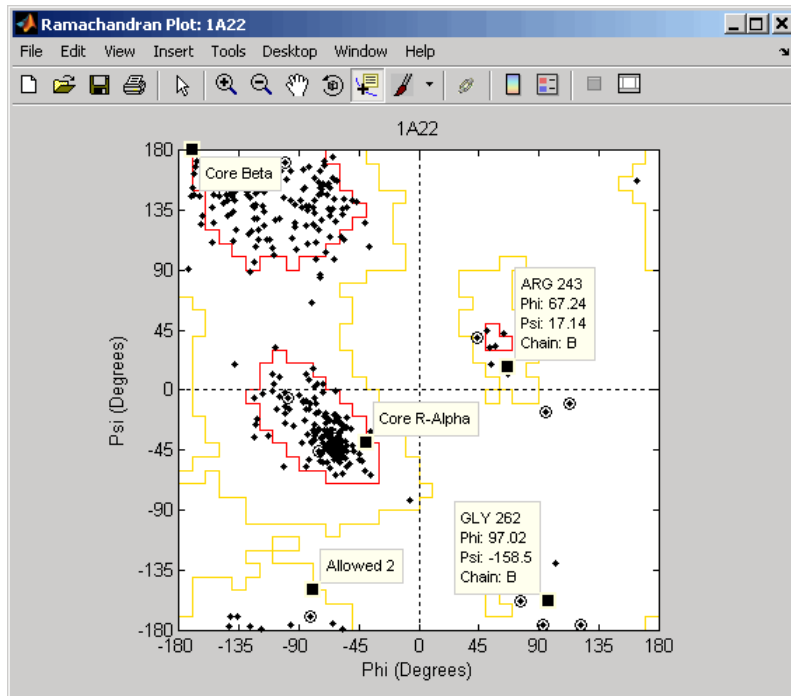 Ramachandran Plot: 1A22
File Edit View Insert Tools Desktop Window Help
1A22
180
135
90
45
0
-45
-90
-135
-180
Psi (Degrees)
Core Beta
ARG 243
Phi: 67.24
Psi: 17.14
Chain: B
Core R-Alpha
GLY 262
Phi: 97.02
Psi: -158.5
Chain: B
Allowed 2
-180 -135 -90 -45 0 45 90 135 180
Phi (Degrees)